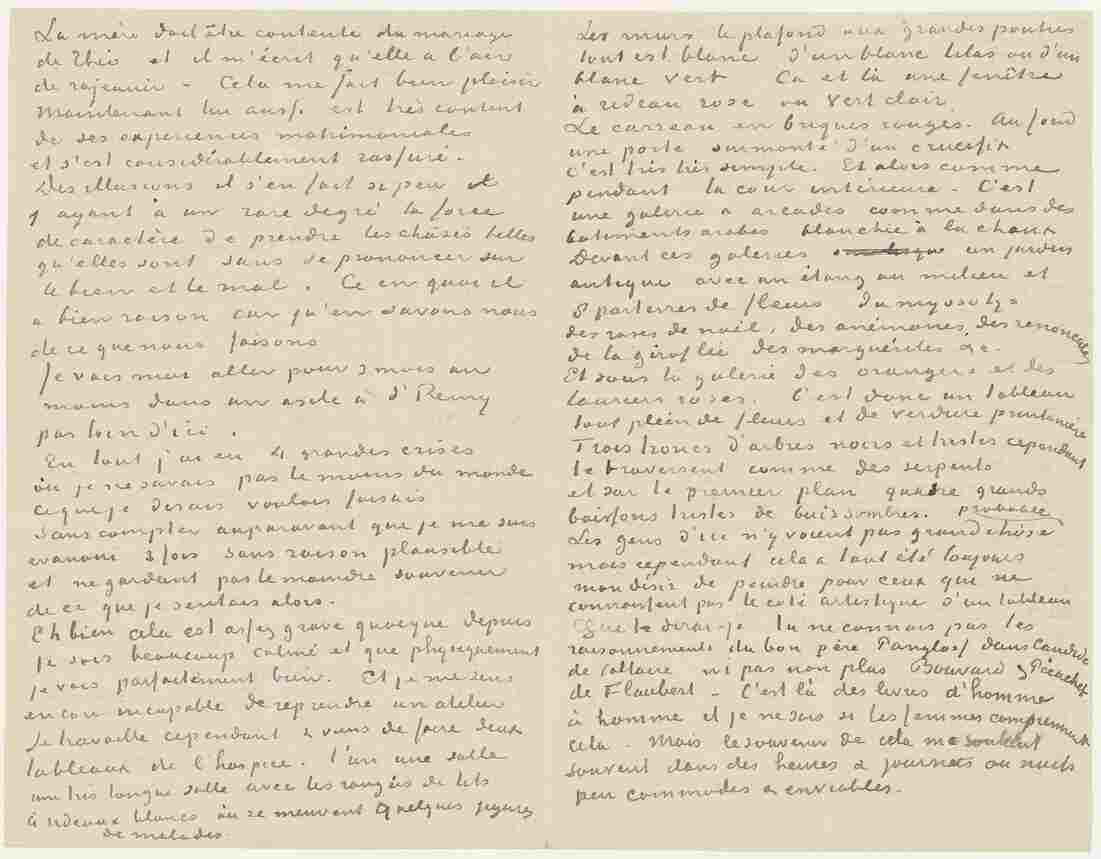 La mère doit être contente du mariage
de Théo et il m'écrit qu'elle a l'air
de rajeunir - Cela me fait bien plaisir
Maintenant lui aussi est très content
de ses expériences matrimoniales
et s'est considérablement rassuré.
Des illusions il s'en fait si peu
y ayant à un rare degré la force
de caractère de prendre les choses telles
qu'elles sont sans se prononcer sur
le bien et le mal. Ce en quoi il
a bien raison car qu'en savons nous
de ce que nous faisons
Je vais moi aller pour 3 mois au
moins dans un asile à St Remy
pas loin d'ici.
En tout j'ai eu 4 grandes crises
où je ne savais pas le moins du monde
ce que je disais voulais faisais
Sans compter auparavant que je me suis
evanoui 3 fois sans raison plausible
et ne gardant pas le moindre souvenir
de ce que je sentais alors.
Eh bien cela est assez grave quoique depuis
je sois beaucoup calmé et que physiquement
je vais parfaitement bien. Et je me sens
encore incapable de reprendre un atelier
Je travaille cependant & viens de faire deux
tableaux de l'hospice. l'un une salle
une très longue salle avec les rangées de lits
à rideaux blancs où se meuvent quelques figures
de malades.
Les murs le plafond aux grandes poutres
tout est blanc d'un blanc lilas ou d'un
blanc vert Ca et là une fenêtre
à rideau rose ou vert clair.
Le carreau en briques rouges. Au fond
une porte surmonté d'un crucifix
c'est très très simple. Et alors comme
pendant la cour intérieure - C'est
une galerie à arcades comme dans des
batiments arabes blanchie à la chaux
Devant ces galeries un jardin
antique avec un étang au milieu et
8 parterres de fleurs du myosotys
des roses de noël, des anémones, des renoncules
de la giroflée des marguérites &c.
Et sous la galerie des orangers et des
lauriers roses. C'est donc un tableau
tout plein de fleurs et de verdure printanière
Trois troncs d'arbres noirs et tristes cependant
le traversent comme des serpents
et sur le premier plan quatre grands
buissons tristes de buis sombres.
Les gens d'ici n'y voient pas grand chôse
mais cependant cela a tout été toujours
mon désir de peindre pour ceux qui ne
connaissent pas le coté artistique d'un tableau
Que te dirai-je tu ne connais pas les
raisonnements du bon père Pangloss dans Candide
de Voltaire ni pas non plus Bouvard & Pécuchet
de Flaubert - C'est là des livres d'homme
à homme et je ne sais si les femmes comprennent
cela - Mais le souvenir de cela me soutient
souvent dans des heures & journées ou nuits
peu commodes & enviables.